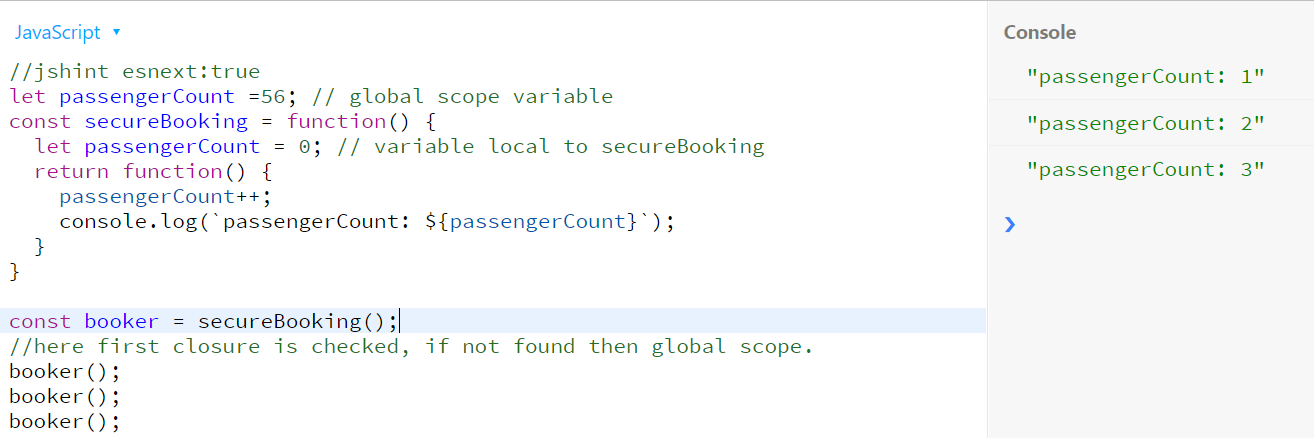 JavaScript ▾
Console
//jshint esnext:true
let passengerCount =56; // global scope variable
const secureBooking = function() {
  let passengerCount = 0; // variable local to secureBooking
  return function() {
    passengerCount++;
    console.log(`passengerCount: ${passengerCount}`);
  }
}

const booker = secureBooking();
//here first closure is checked, if not found then global scope.
booker();
booker();
booker();
"passengerCount: 1"
"passengerCount: 2"
"passengerCount: 3"
❯